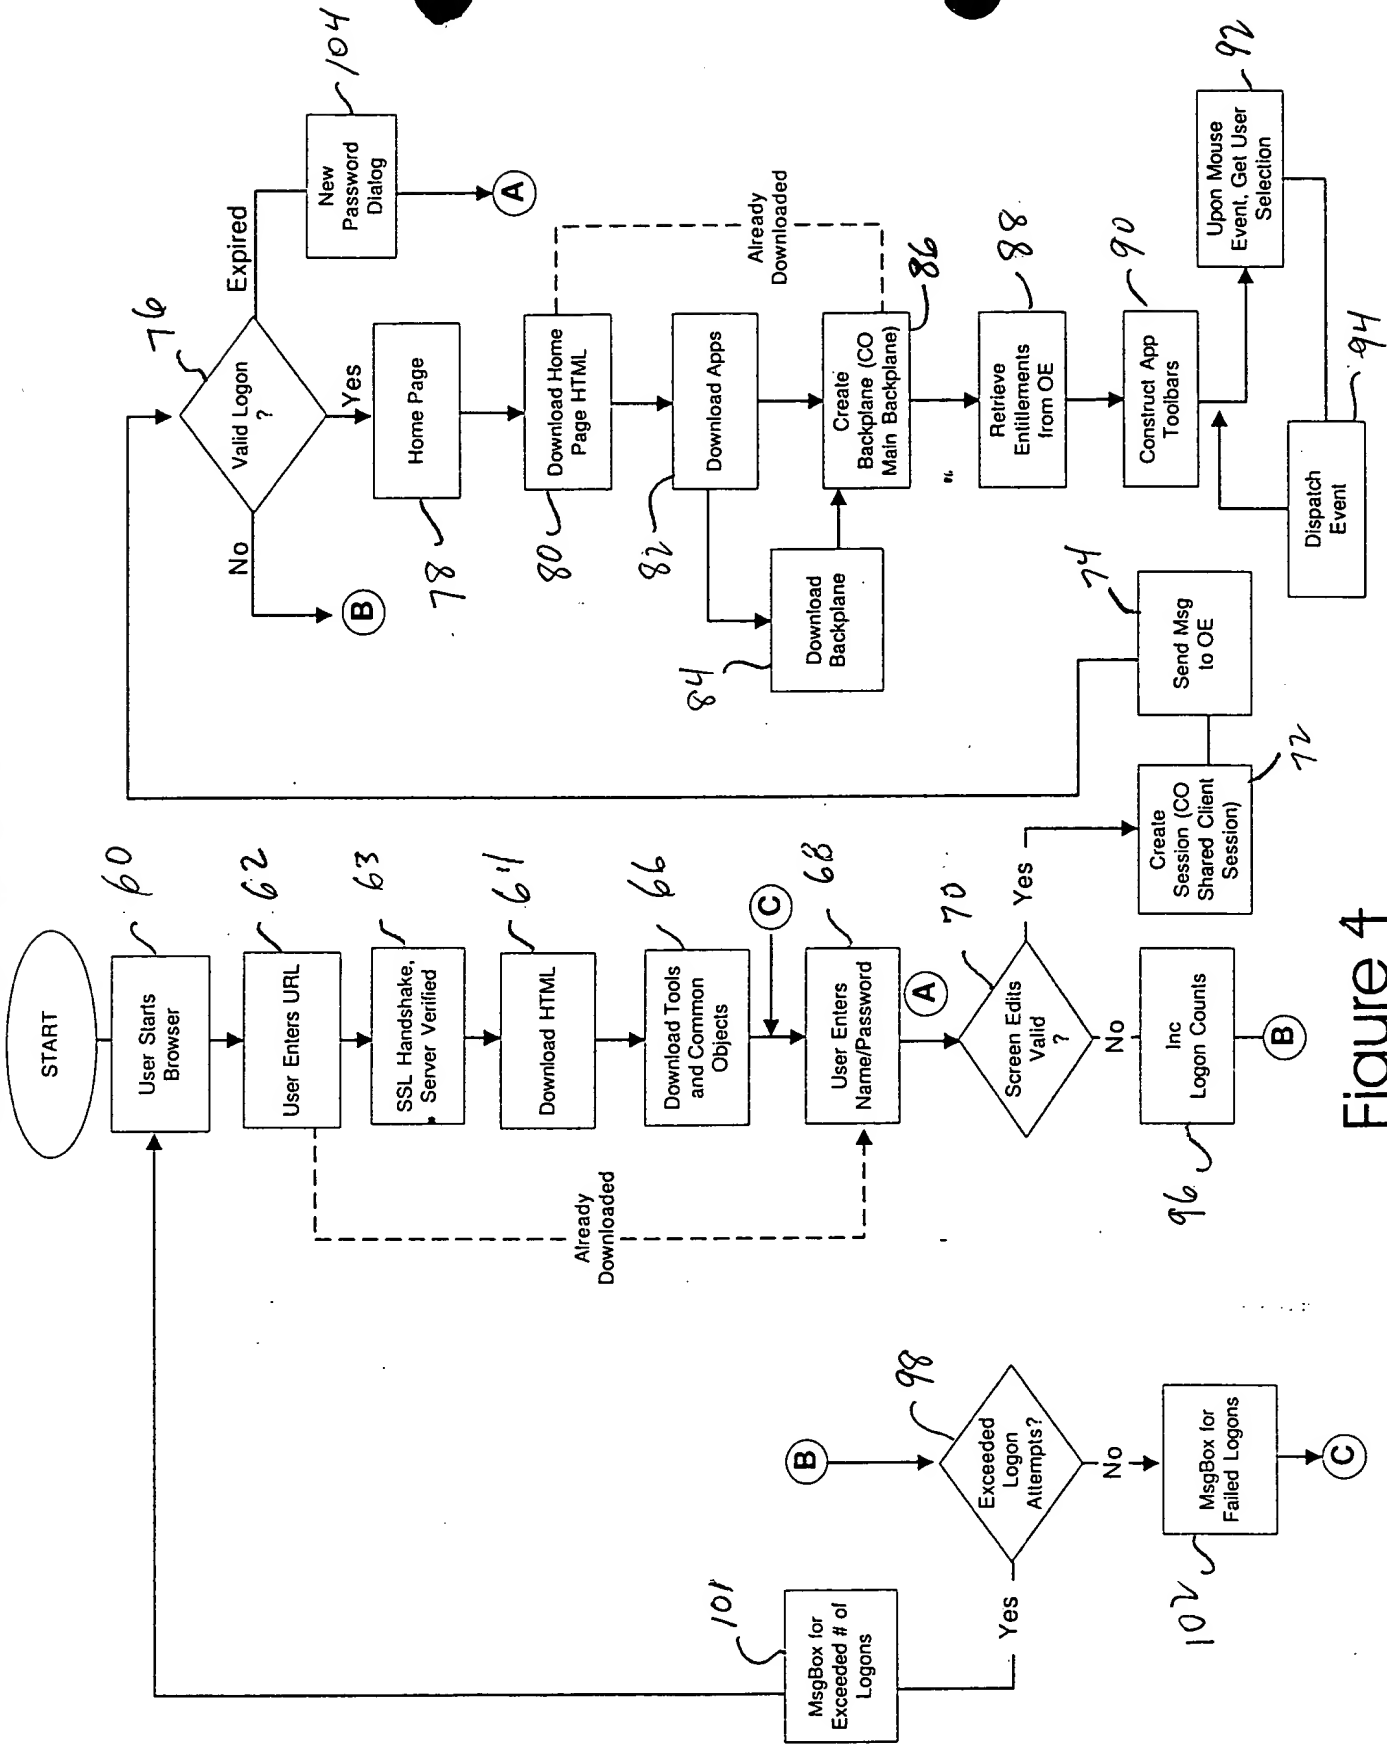 START
60
User Starts
Browser
62
User Enters URL
63
SSL Handshake,
Server Verified
64
Download HTML
66
Download Tools
and Common
Objects
C
Already
Downloaded
68
User Enters
Name/Password
A
70
Screen Edits
Valid
?
Yes
No
72
Create
Session (CO
Shared Client
Session)
74
Send Msg
to OE
96
Inc
Logon Counts
B
76
Valid Logon
?
No
B
Expired
104
New
Password
Dialog
A
Yes
78
Home Page
80
Download Home
Page HTML
82
Download Apps
Already
Downloaded
84
Download
Backplane
86
Create
Backplane (CO
Main Backplane)
88
Retrieve
Entitlements
from OE
90
Construct App
Toolbars
92
Upon Mouse
Event, Get User
Selection
94
Dispatch
Event
B
98
Exceeded
Logon
Attempts?
Yes
No
101
MsgBox for
Exceeded # of
Logons
102
MsgBox for
Failed Logons
C
Figure 4